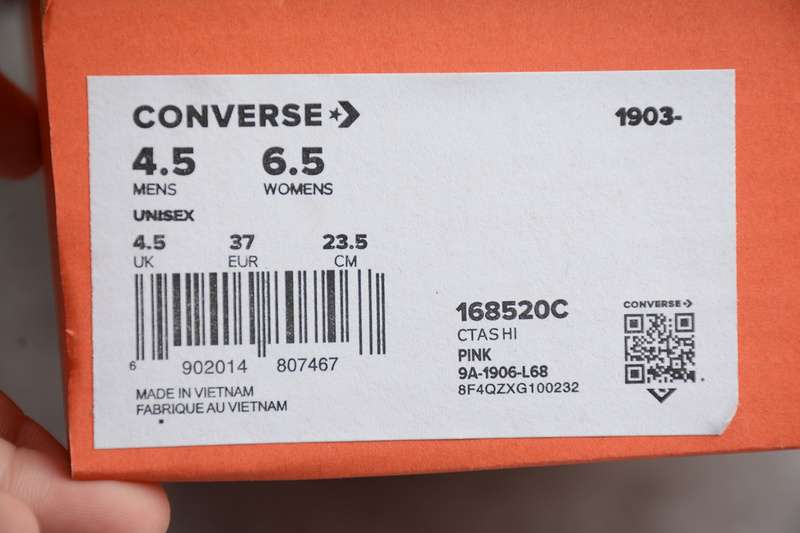 CONVERSE
1903-
4.5 6.5
MENS WOMENS
UNISEX
4.5 37 23.5
UK EUR CM
6 902014 807467
MADE IN VIETNAM
FABRIQUE AU VIETNAM
168520C
CTAS HI
PINK
9A-1906-L68
8F4QZXG100232
CONVERSE